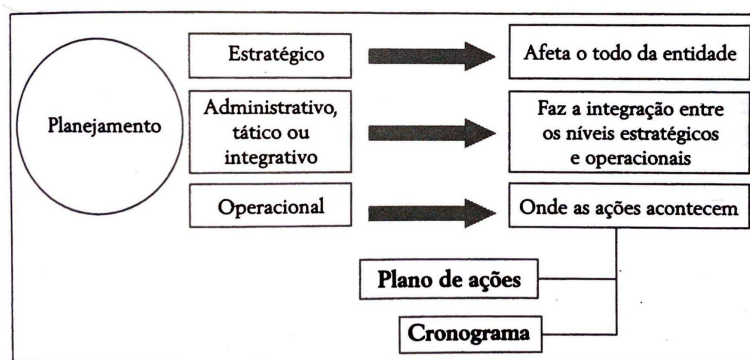 Planejamento
Estratégico
Afeta o todo da entidade
Administrativo,
tático ou
integrativo
Faz a integração entre
os níveis estratégicos
e operacionais
Operacional
Onde as ações acontecem
Plano de ações
Cronograma